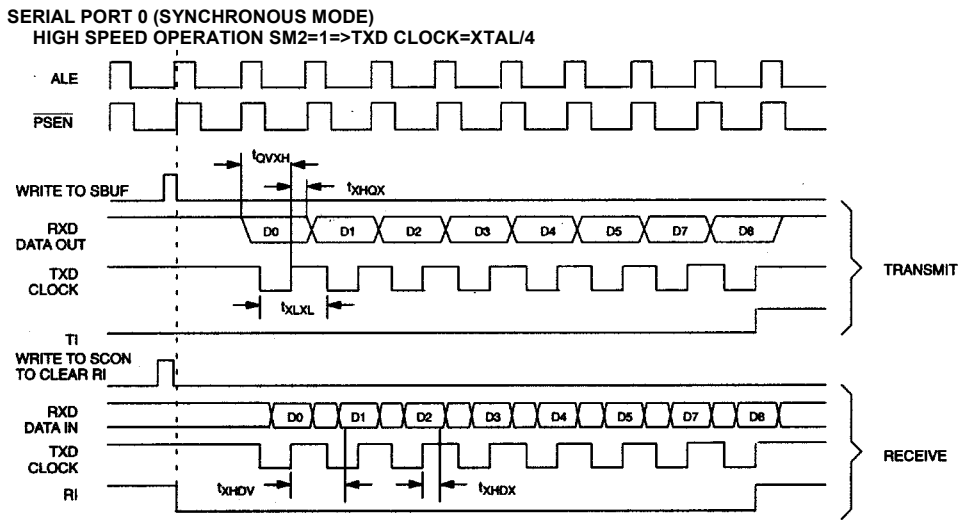 SERIAL PORT 0 (SYNCHRONOUS MODE)
HIGH SPEED OPERATION SM2=1=>TXD CLOCK=XTAL/4
ALE
PSEN
tQVXH
WRITE TO SBUF
tXHQX
RXD
DATA OUT
D0 D1 D2 D3 D4 D5 D7 D8
TXD
CLOCK
TRANSMIT
tXLXL
TI
WRITE TO SCON
TO CLEAR RI
RXD
DATA IN
D0 D1 D2 D3 D4 D5 D7 D8
TXD
CLOCK
RECEIVE
tXHDV
tXHDX
RI